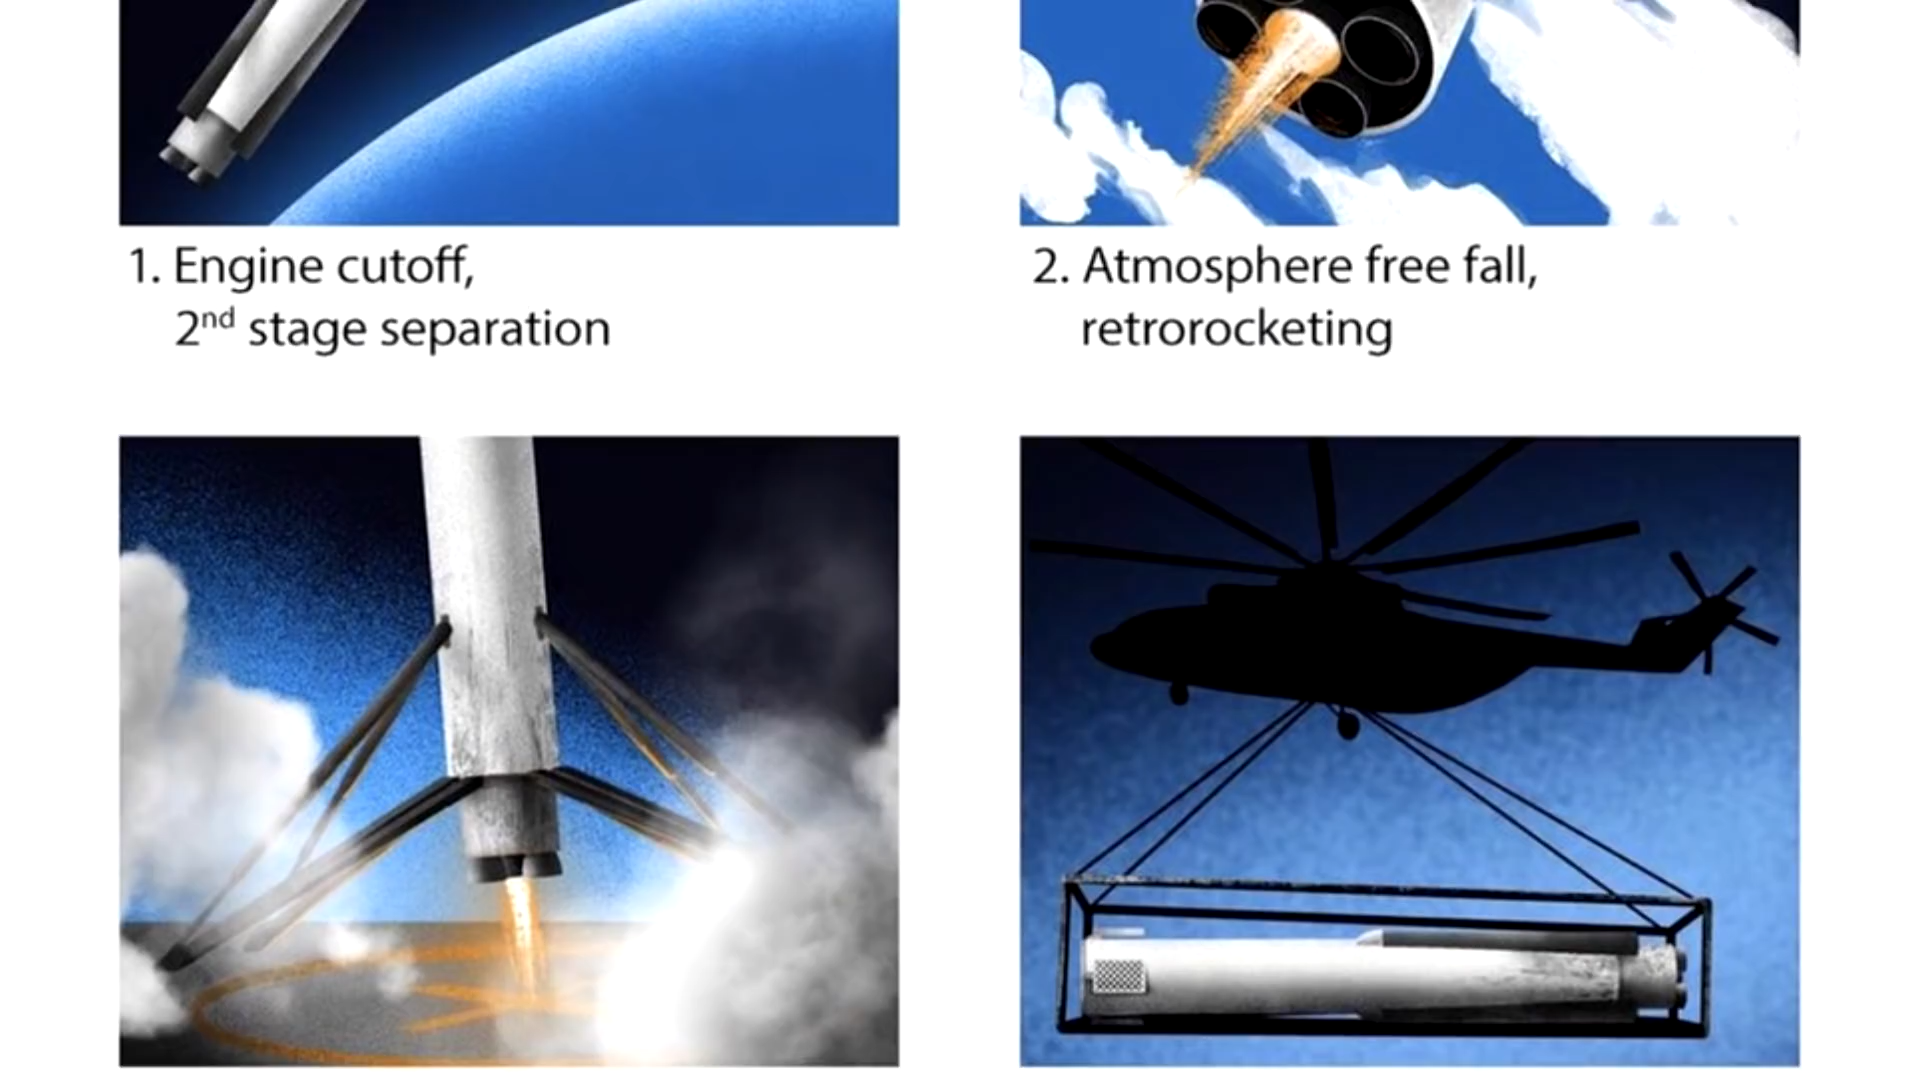 1. Engine cutoff,
2nd stage separation
2. Atmosphere free fall,
retrorocketing